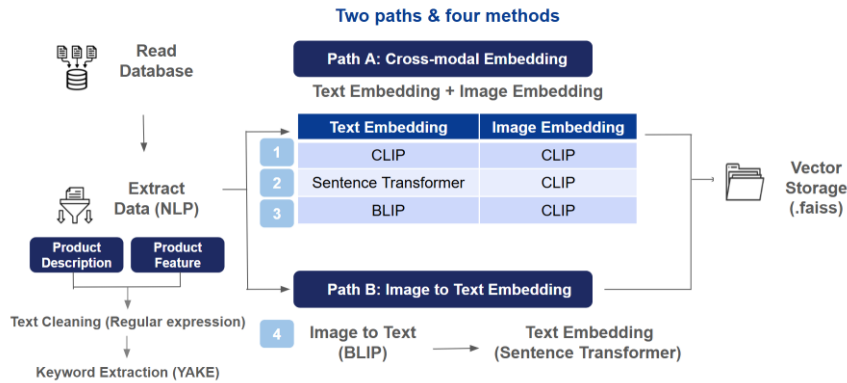 Two paths & four methods
Read
Database
Path A: Cross-modal Embedding
Text Embedding + Image Embedding
Text Embedding Image Embedding
1 CLIP CLIP
2 Sentence Transformer CLIP
3 BLIP CLIP
Extract
Data (NLP)
Vector
Storage
(.faiss)
Product
Description
Product
Feature
Path B: Image to Text Embedding
Text Cleaning (Regular expression)
4
Image to Text
(BLIP)
Text Embedding
(Sentence Transformer)
Keyword Extraction (YAKE)